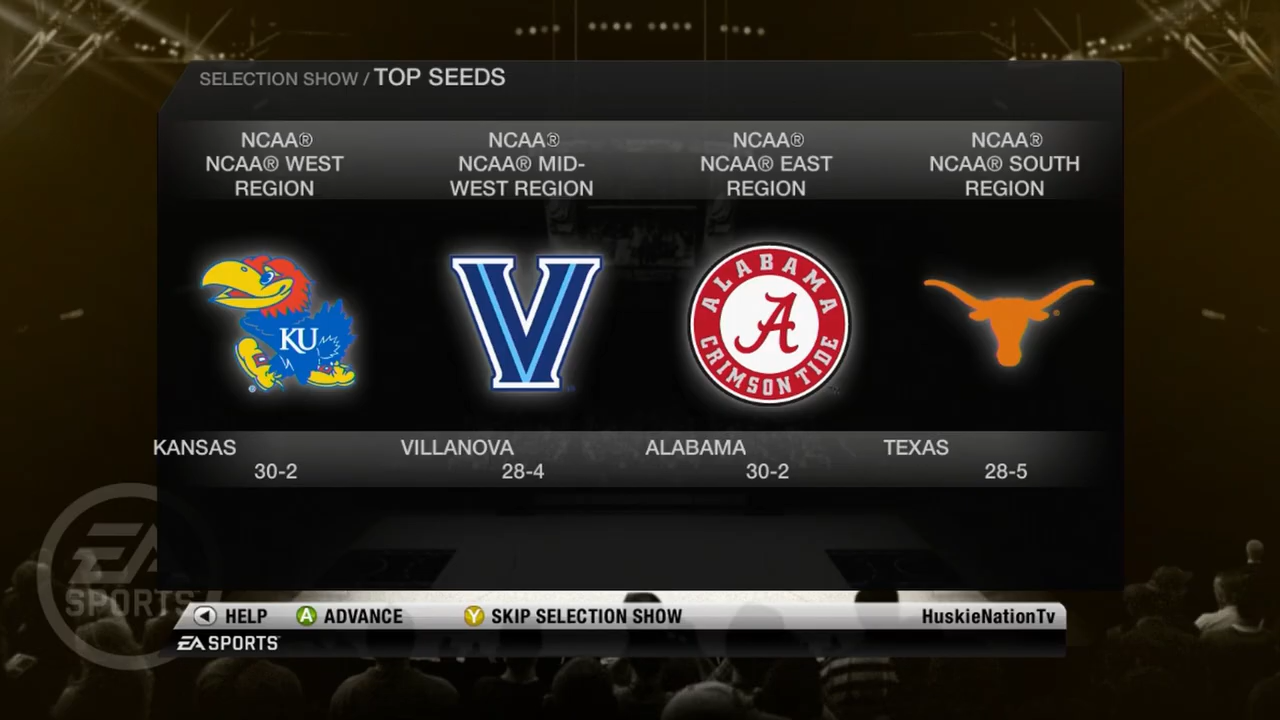 SELECTION SHOW / TOP SEEDS
NCAA®
NCAA® WEST
REGION
NCAA®
NCAA® MID-
WEST REGION
NCAA®
NCAA® EAST
REGION
NCAA®
NCAA® SOUTH
REGION
KU
V
ALABAMA
A
CRIMSON TIDE
KANSAS
30-2
VILLANOVA
28-4
ALABAMA
30-2
TEXAS
28-5
EA
SPORTS
HELP
A ADVANCE
Y SKIP SELECTION SHOW
HuskieNationTv
EA SPORTS